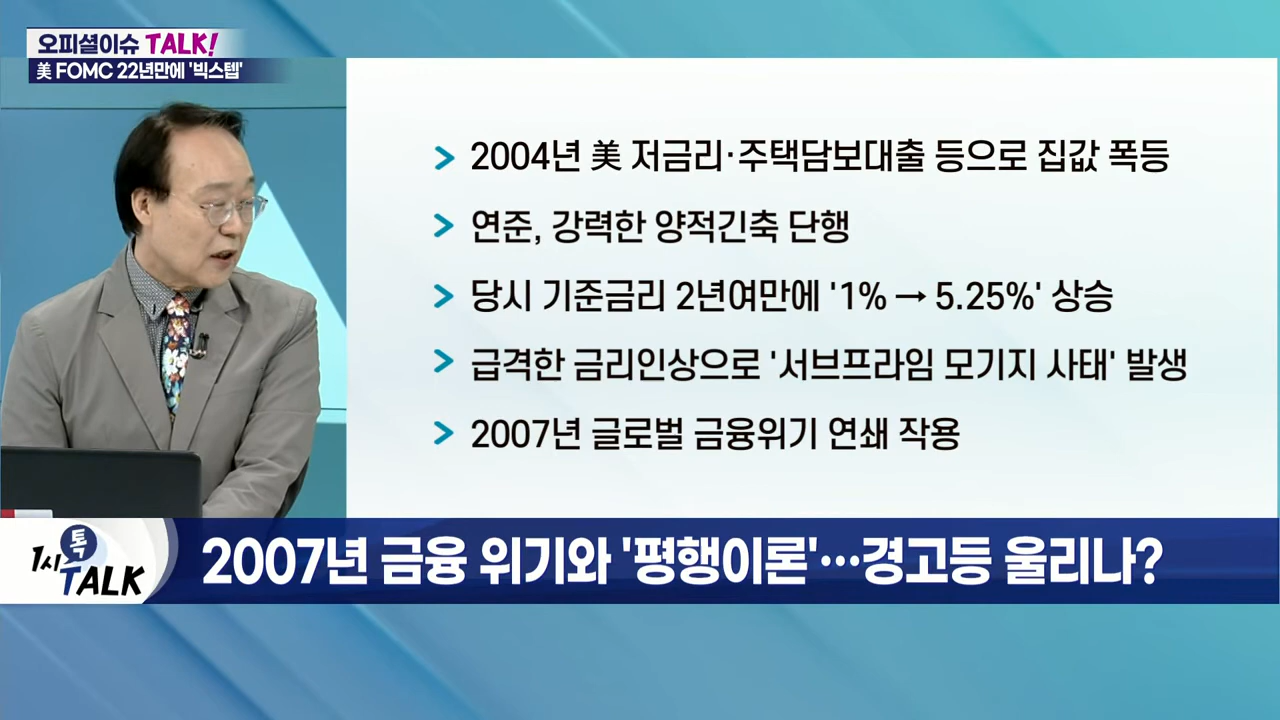 오피셜이슈 TALK!
美 FOMC 22년만에 '빅스텝'
2004년 美 저금리·주택담보대출 등으로 집값 폭등
연준, 강력한 양적긴축 단행
당시 기준금리 2년여만에 '1% → 5.25%' 상승
급격한 금리인상으로 '서브프라임 모기지 사태' 발생
2007년 글로벌 금융위기 연쇄 작용
1시 톡 TALK
2007년 금융 위기와 '평행이론'…경고등 울리나?